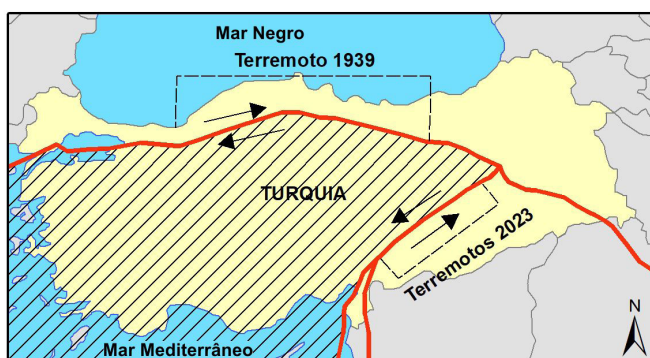 Mar Negro
Terremoto 1939
TURQUIA
Terremotos 2023
Mar Mediterrâneo
N